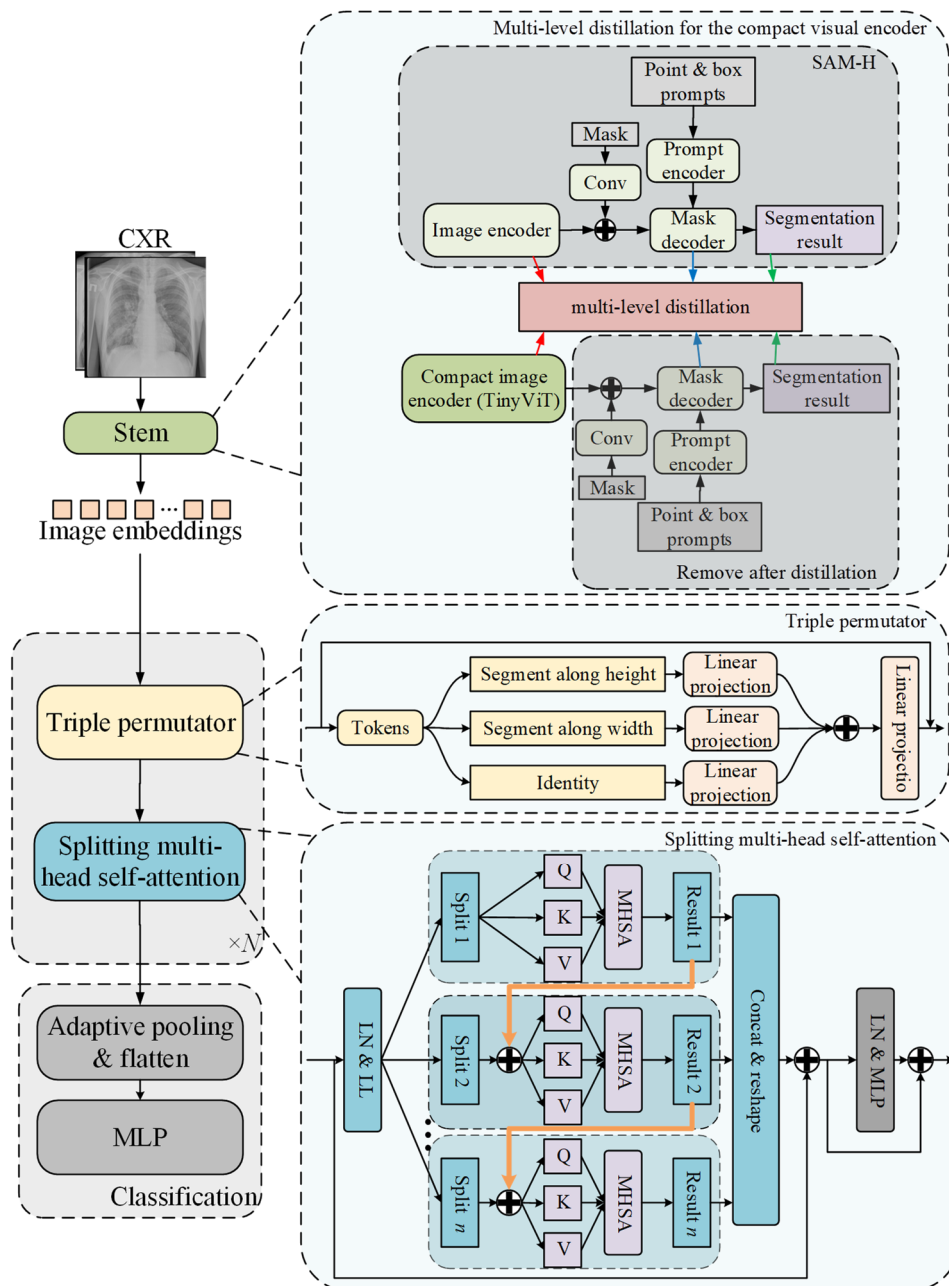 Multi-level distillation for the compact visual encoder
SAM-H
Point & box
prompts
Mask
Prompt
encoder
Conv
Image encoder
Mask
decoder
Segmentation
result
multi-level distillation
Compact image
encoder (TinyViT)
Mask
decoder
Segmentation
result
Conv
Prompt
encoder
Mask
Point & box
prompts
Remove after distillation
CXR
Stem
...
Image embeddings
Triple permutator
Splitting multi-
head self-attention
×N
Adaptive pooling
& flatten
MLP
Classification
Triple permutator
Tokens
Segment along height
Linear
projection
Segment along width
Linear
projection
Identity
Linear
projection
Linear
projectio
Splitting multi-head self-attention
LN & LL
Split 1
Q
K
V
MHSA
Result 1
Split 2
Q
K
V
MHSA
Result 2
Split n
Q
K
V
MHSA
Result n
Concat & reshape
LN & MLP